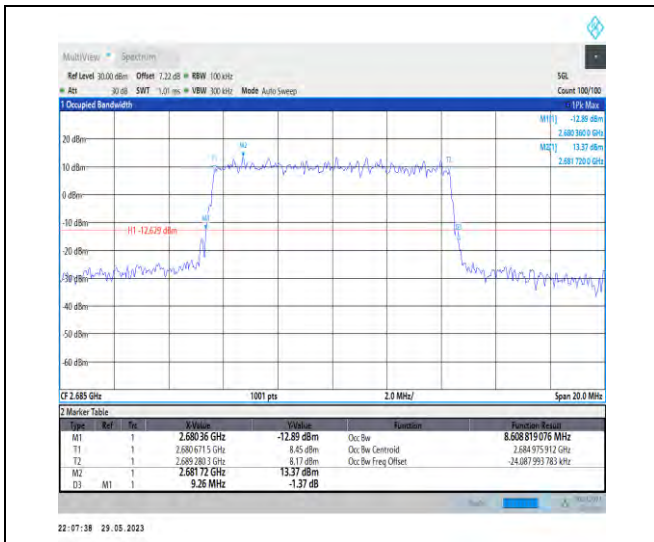 MultiView Spectrum
Ref Level 30.00 dBm Offset 7.22 dB RBW 100 kHz SGL
Att 30 dB SWT 1.01 ms VBW 300 kHz Mode Auto Sweep Count 100/100
1 Occupied Bandwidth 1Pk Max
M1[1] -12.89 dBm
2.680 360 0 GHz
M2[1] 13.37 dBm
2.681 720 0 GHz
20 dBm
M2
T1 T2
10 dBm
0 dBm
-10 dBm
M1 D3
H1 -12.629 dBm
-20 dBm
-30 dBm
-40 dBm
-50 dBm
-60 dBm
CF 2.685 GHz 1001 pts 2.0 MHz/ Span 20.0 MHz
2 Marker Table
Type Ref Trc X-Value Y-Value Function Function Result
M1 1 2.680 36 GHz -12.89 dBm Occ Bw 8.608 819 076 MHz
T1 1 2.680 671 5 GHz 8.45 dBm Occ Bw Centroid 2.684 975 912 GHz
T2 1 2.689 280 3 GHz 8.17 dBm Occ Bw Freq Offset -24.087 993 783 kHz
M2 1 2.681 72 GHz 13.37 dBm
D3 M1 1 9.26 MHz -1.37 dB
22:07:38 29.05.2023